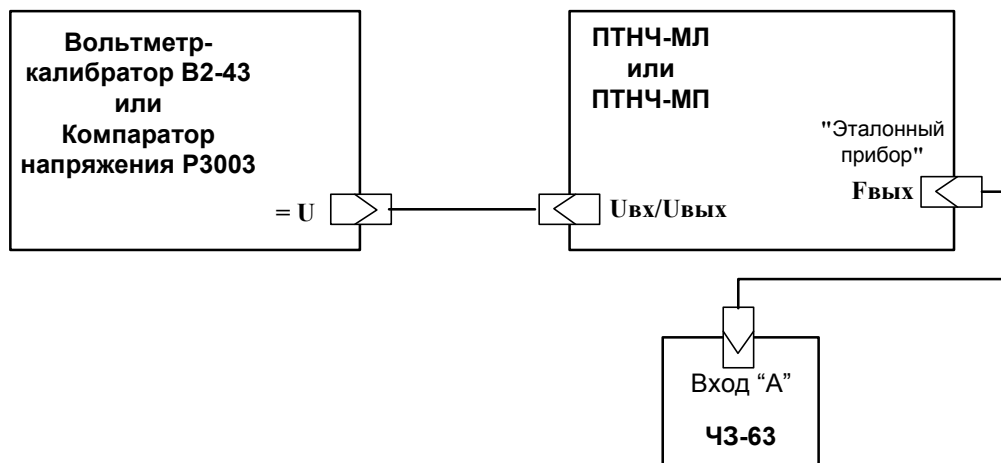 Вольтметр-
калибратор В2-43
или
Компаратор
напряжения Р3003
= U
ПТНЧ-МЛ
или
ПТНЧ-МП
"Эталонный
прибор"
Fвых
Uвх/Uвых
Вход “А”
ЧЗ-63